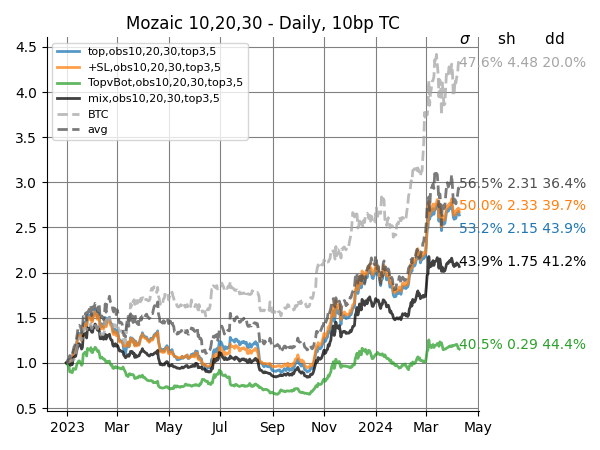 Mozaic 10,20,30 - Daily, 10bp TC
σ sh dd
top,obs10,20,30,top3,5
+SL,obs10,20,30,top3,5
TopvBot,obs10,20,30,top3,5
mix,obs10,20,30,top3,5
BTC
avg
47.6% 4.48 20.0%
56.5% 2.31 36.4%
50.0% 2.33 39.7%
53.2% 2.15 43.9%
43.9% 1.75 41.2%
40.5% 0.29 44.4%
4.5
4.0
3.5
3.0
2.5
2.0
1.5
1.0
0.5
2023 Mar May Jul Sep Nov 2024 Mar May